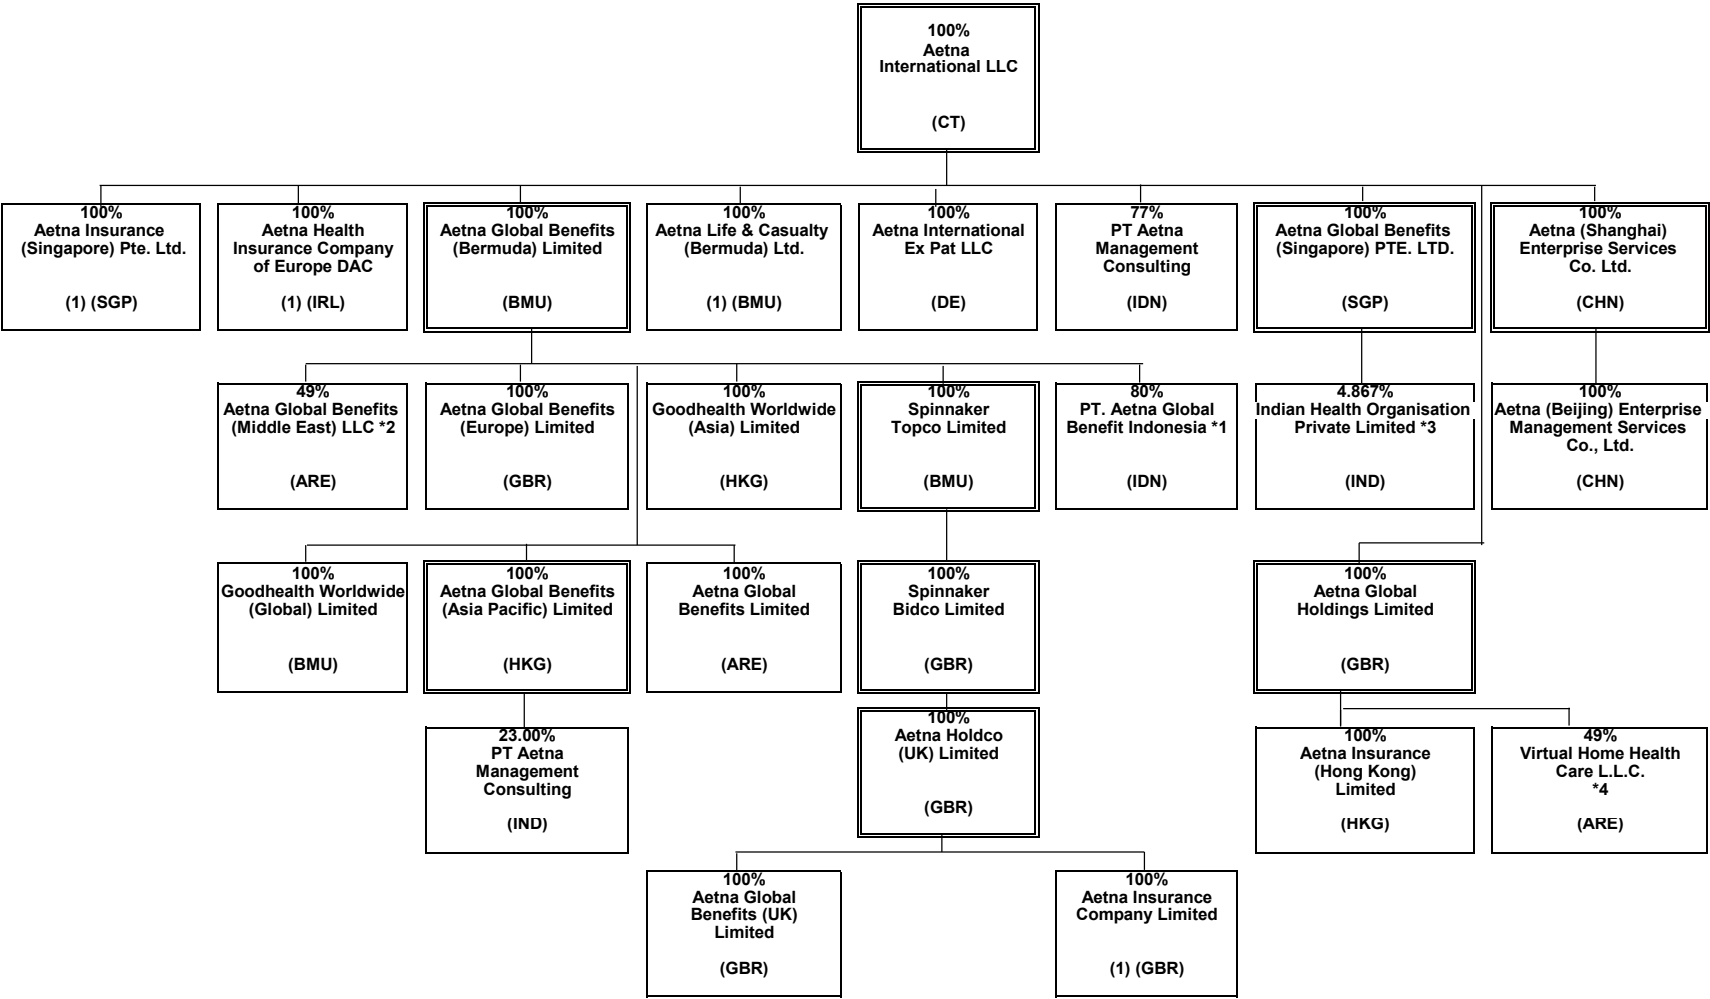 100%
Aetna
International LLC
(CT)
100%
Aetna Insurance
(Singapore) Pte. Ltd.
(1) (SGP)
100%
Aetna Health
Insurance Company
of Europe DAC
(1) (IRL)
100%
Aetna Global Benefits
(Bermuda) Limited
(BMU)
100%
Aetna Life & Casualty
(Bermuda) Ltd.
(1) (BMU)
100%
Aetna International
Ex Pat LLC
(DE)
77%
PT Aetna
Management
Consulting
(IDN)
100%
Aetna Global Benefits
(Singapore) PTE. LTD.
(SGP)
100%
Aetna (Shanghai)
Enterprise Services
Co. Ltd.
(CHN)
49%
Aetna Global Benefits
(Middle East) LLC *2
(ARE)
100%
Aetna Global Benefits
(Europe) Limited
(GBR)
100%
Goodhealth Worldwide
(Asia) Limited
(HKG)
100%
Spinnaker
Topco Limited
(BMU)
80%
PT. Aetna Global
Benefit Indonesia *1
(IDN)
4.867%
Indian Health Organisation
Private Limited *3
(IND)
100%
Aetna (Beijing) Enterprise
Management Services
Co., Ltd.
(CHN)
100%
Goodhealth Worldwide
(Global) Limited
(BMU)
100%
Aetna Global Benefits
(Asia Pacific) Limited
(HKG)
100%
Aetna Global
Benefits Limited
(ARE)
100%
Spinnaker
Bidco Limited
(GBR)
100%
Aetna Global
Holdings Limited
(GBR)
23.00%
PT Aetna
Management
Consulting
(IND)
100%
Aetna Holdco
(UK) Limited
(GBR)
100%
Aetna Insurance
(Hong Kong)
Limited
(HKG)
49%
Virtual Home Health
Care L.L.C.
*4
(ARE)
100%
Aetna Global
Benefits (UK)
Limited
(GBR)
100%
Aetna Insurance
Company Limited
(1) (GBR)